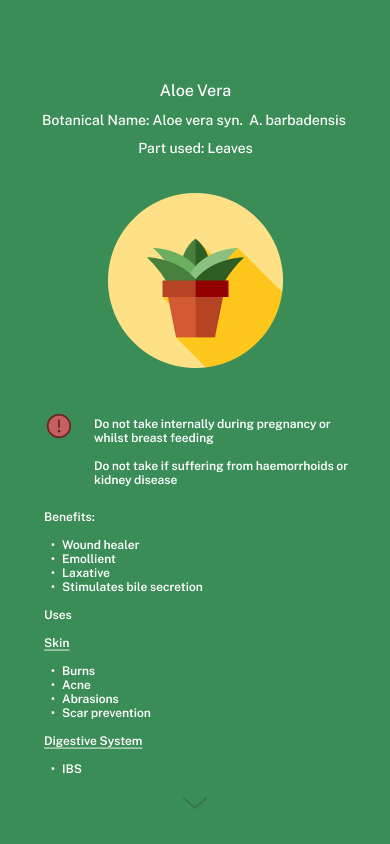 Aloe Vera
Botanical Name: Aloe vera syn.  A. barbadensis
Part used: Leaves
!
Do not take internally during pregnancy or
whilst breast feeding
Do not take if suffering from haemorrhoids or
kidney disease
Benefits:
• Wound healer
• Emollient
• Laxative
• Stimulates bile secretion
Uses
Skin
• Burns
• Acne
• Abrasions
• Scar prevention
Digestive System
• IBS